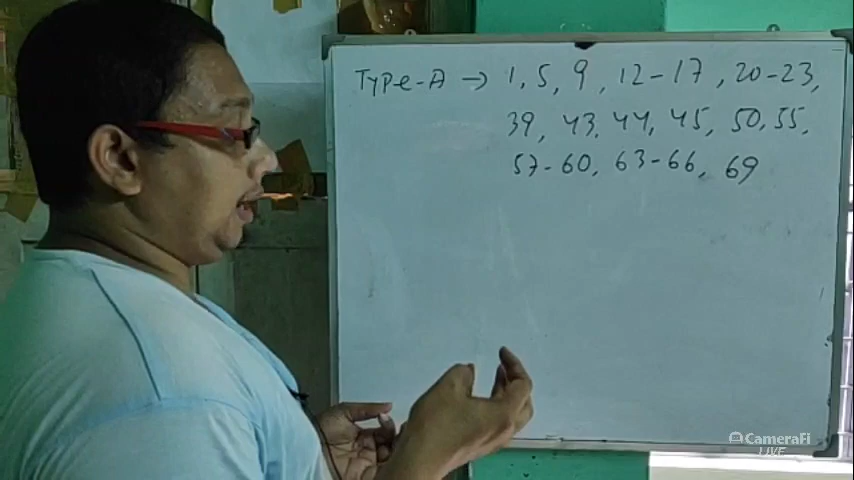 Type-A → 1, 5, 9, 12-17, 20-23,
39, 43, 44, 45, 50, 55,
57-60, 63-66, 69
CameraFi
LIVE